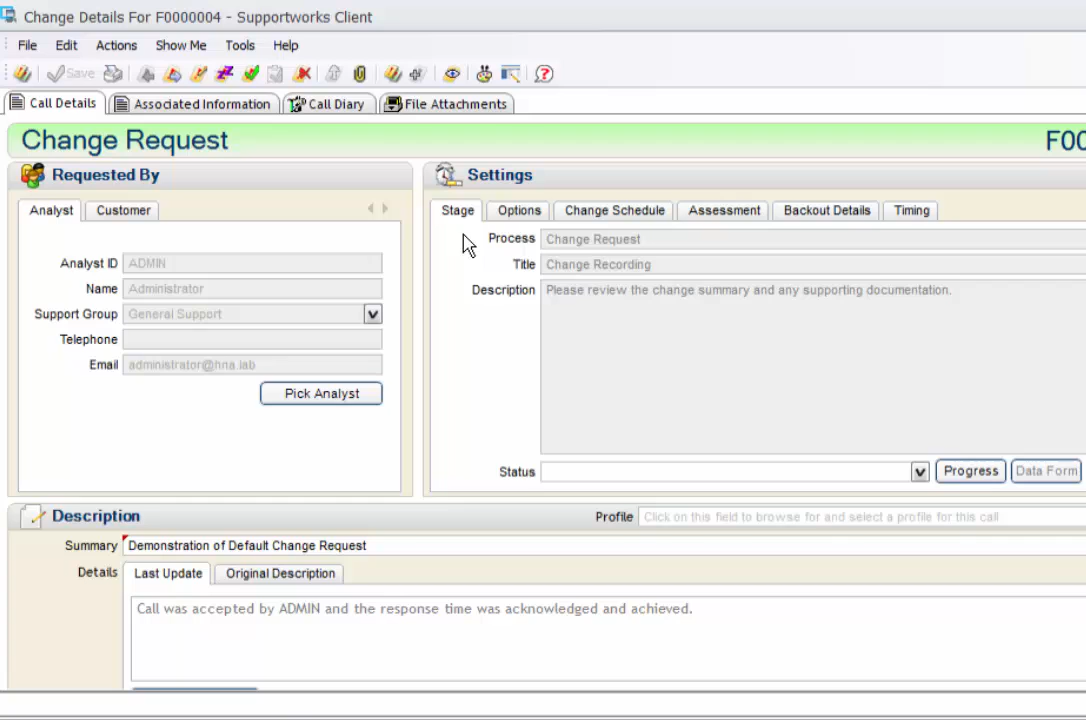 Change Details For F0000004 - Supportworks Client
File Edit Actions Show Me Tools Help
Save
Call Details Associated Information Call Diary File Attachments
Change Request F00
Requested By
Analyst Customer
Analyst ID ADMIN
Name Administrator
Support Group General Support
Telephone
Email administrator@hna.lab
Pick Analyst
Settings
Stage Options Change Schedule Assessment Backout Details Timing
Process Change Request
Title Change Recording
Description Please review the change summary and any supporting documentation.
Status Progress Data Form
Description Profile Click on this field to browse for and select a profile for this call
Summary Demonstration of Default Change Request
Details Last Update Original Description
Call was accepted by ADMIN and the response time was acknowledged and achieved.